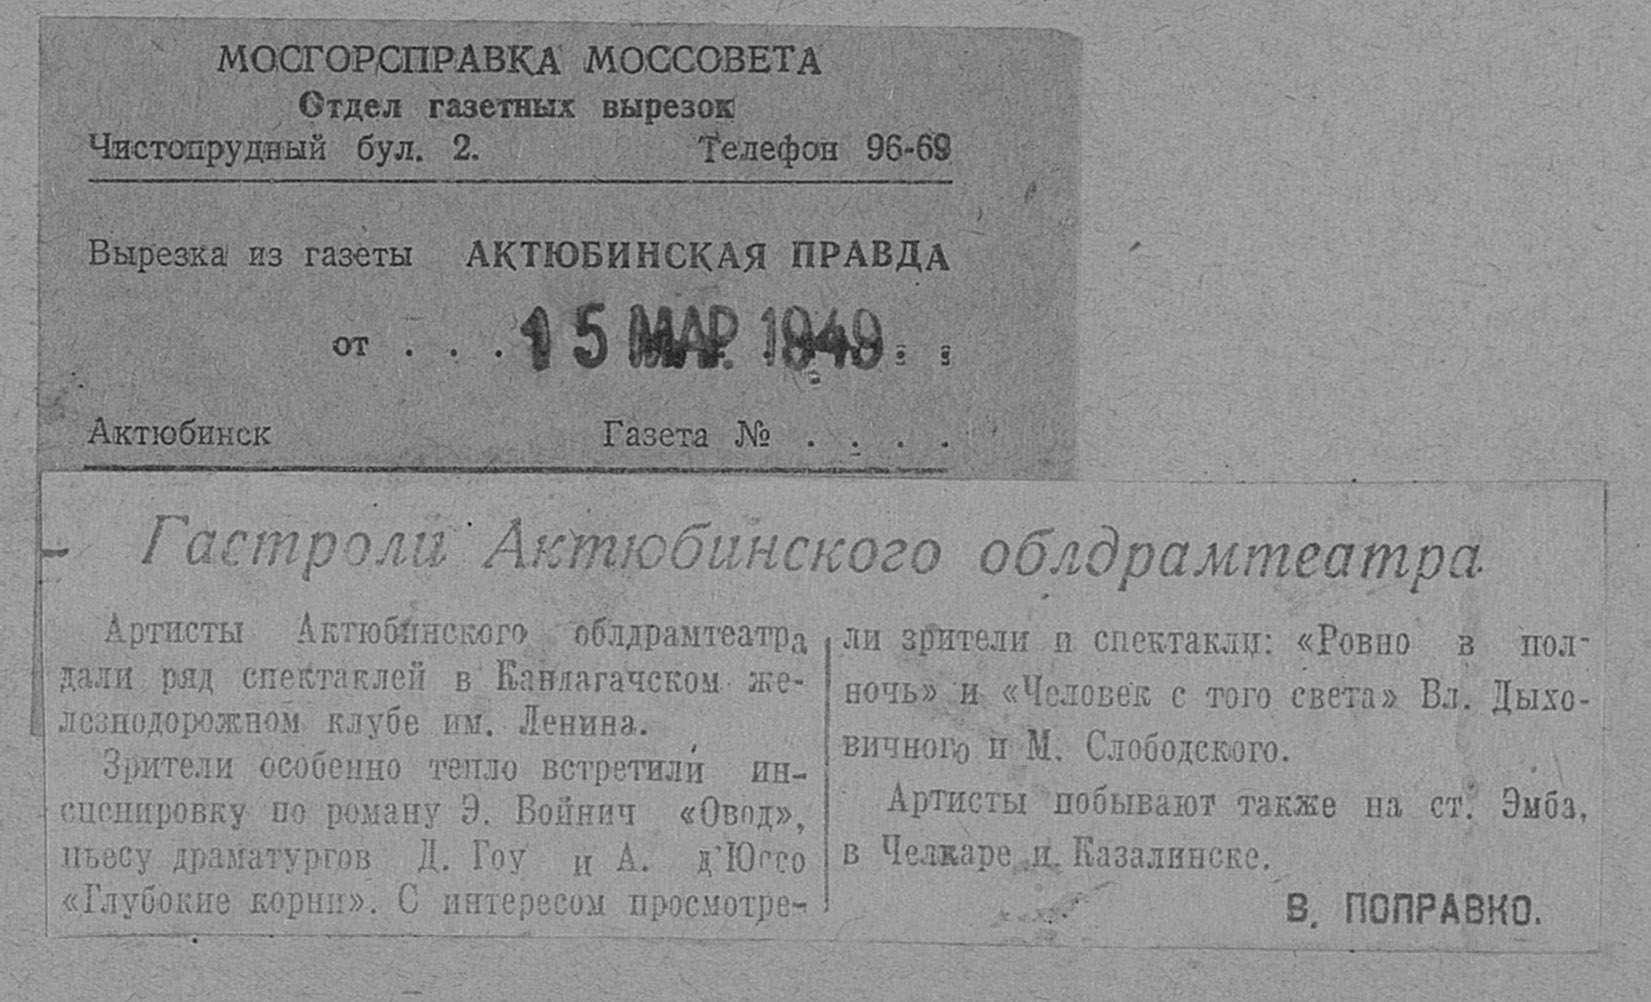 МОСГОРСПРАВКА МОССОВЕТА
Отдел газетных вырезок
Чистопрудный бул. 2. Телефон 96-69
Вырезка из газеты АКТЮБИНСКАЯ ПРАВДА
от . . . 15 МАР. 1949 . .
Актюбинск Газета № . . . .
Гастроли Актюбинского облдрамтеатра
Артисты Актюбинского облдрамтеатра
дали ряд спектаклей в Кандагачском же-
лезнодорожном клубе им. Ленина.
Зрители особенно тепло встретили ин-
сценировку по роману Э. Войнич «Овод»,
пьесу драматургов Д. Гоу и А. д'Юссо
«Глубокие корни». С интересом просмотре-
ли зрители и спектакли: «Ровно в пол-
ночь» и «Человек с того света» Вл. Дыхо-
вичного и М. Слободского.
Артисты побывают также на ст. Эмба,
в Челкаре и Казалинске.
В. ПОПРАВКО.